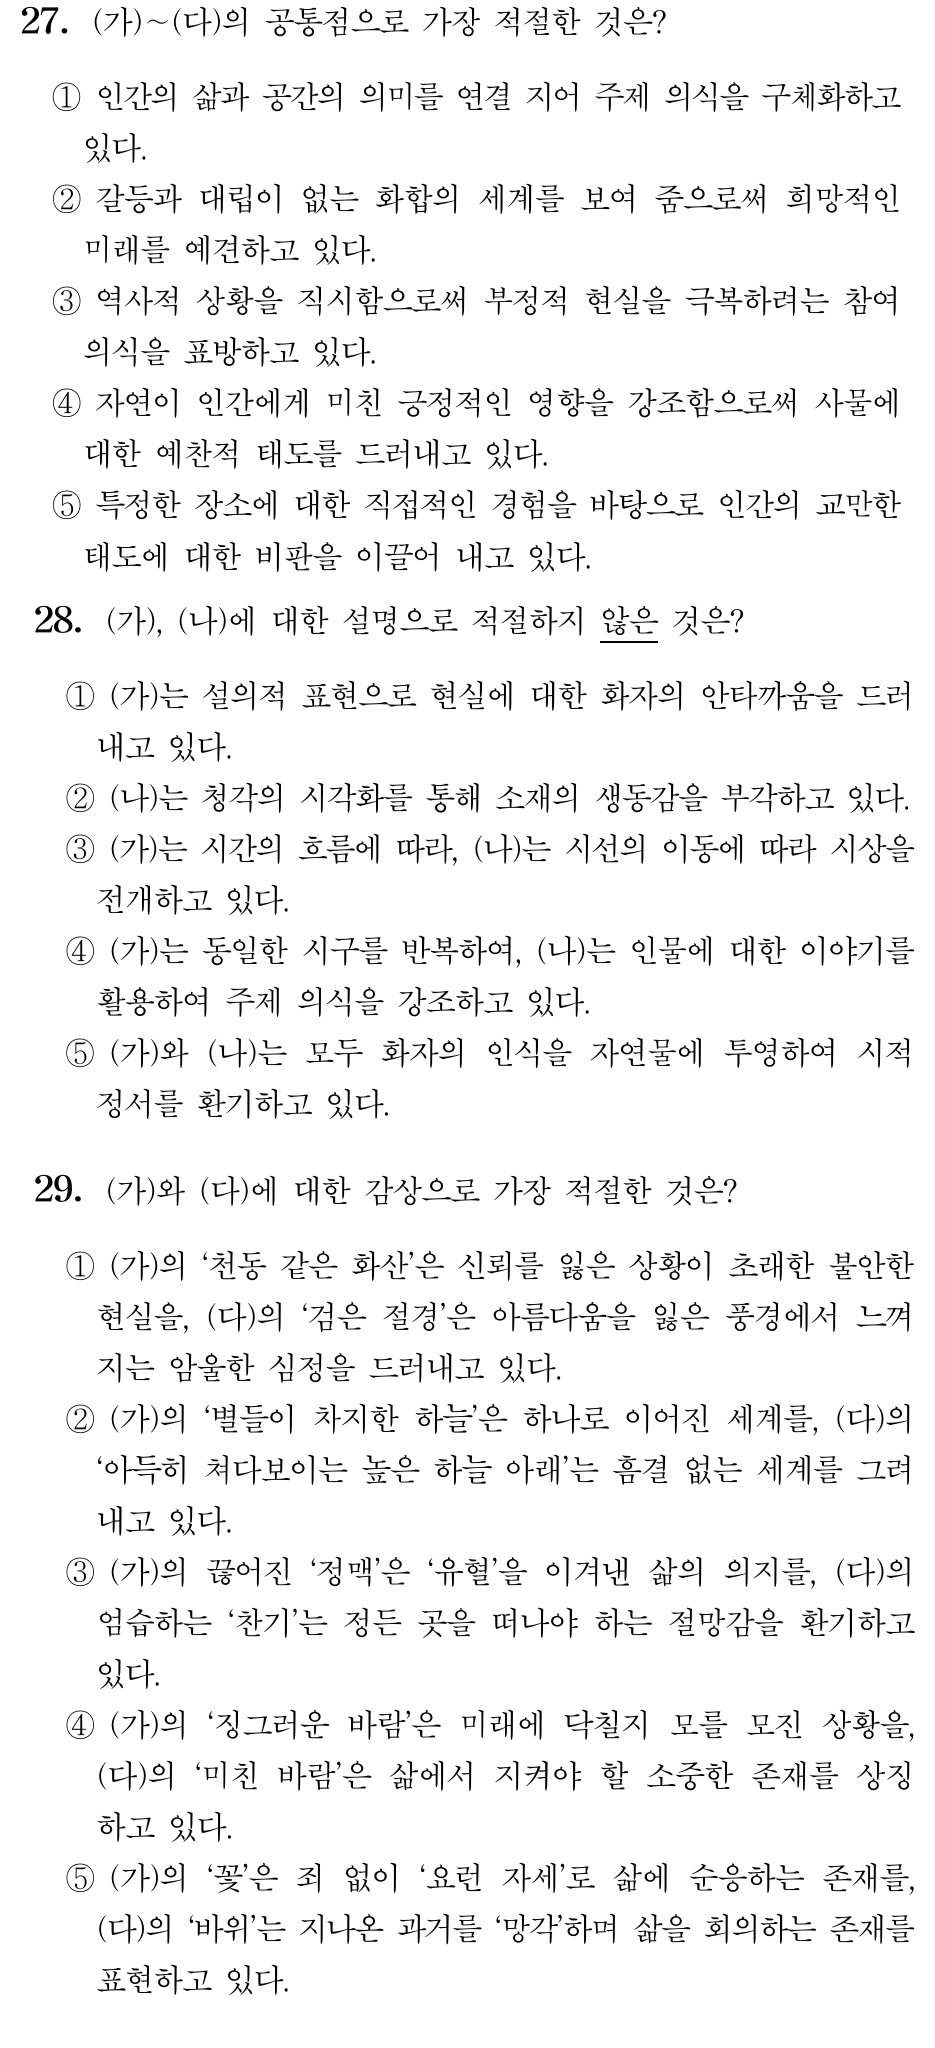 27. (가)~(다)의 공통점으로 가장 적절한 것은?
① 인간의 삶과 공간의 의미를 연결 지어 주제 의식을 구체화하고
있다.
② 갈등과 대립이 없는 화합의 세계를 보여 줌으로써 희망적인
미래를 예견하고 있다.
③ 역사적 상황을 직시함으로써 부정적 현실을 극복하려는 참여
의식을 표방하고 있다.
④ 자연이 인간에게 미친 긍정적인 영향을 강조함으로써 사물에
대한 예찬적 태도를 드러내고 있다.
⑤ 특정한 장소에 대한 직접적인 경험을 바탕으로 인간의 교만한
태도에 대한 비판을 이끌어 내고 있다.
28. (가), (나)에 대한 설명으로 적절하지 않은 것은?
① (가)는 설의적 표현으로 현실에 대한 화자의 안타까움을 드러
내고 있다.
② (나)는 청각의 시각화를 통해 소재의 생동감을 부각하고 있다.
③ (가)는 시간의 흐름에 따라, (나)는 시선의 이동에 따라 시상을
전개하고 있다.
④ (가)는 동일한 시구를 반복하여, (나)는 인물에 대한 이야기를
활용하여 주제 의식을 강조하고 있다.
⑤ (가)와 (나)는 모두 화자의 인식을 자연물에 투영하여 시적
정서를 환기하고 있다.
29. (가)와 (다)에 대한 감상으로 가장 적절한 것은?
① (가)의 ‘천동 같은 화산’은 신뢰를 잃은 상황이 초래한 불안한
현실을, (다)의 ‘검은 절경’은 아름다움을 잃은 풍경에서 느껴
지는 암울한 심정을 드러내고 있다.
② (가)의 ‘별들이 차지한 하늘’은 하나로 이어진 세계를, (다)의
‘아득히 쳐다보이는 높은 하늘 아래’는 흠결 없는 세계를 그려
내고 있다.
③ (가)의 끊어진 ‘정맥’은 ‘유혈’을 이겨낸 삶의 의지를, (다)의
엄습하는 ‘찬기’는 정든 곳을 떠나야 하는 절망감을 환기하고
있다.
④ (가)의 ‘징그러운 바람’은 미래에 닥칠지 모를 모진 상황을,
(다)의 ‘미친 바람’은 삶에서 지켜야 할 소중한 존재를 상징
하고 있다.
⑤ (가)의 ‘꽃’은 죄 없이 ‘요런 자세’로 삶에 순응하는 존재를,
(다)의 ‘바위’는 지나온 과거를 ‘망각’하며 삶을 회의하는 존재를
표현하고 있다.